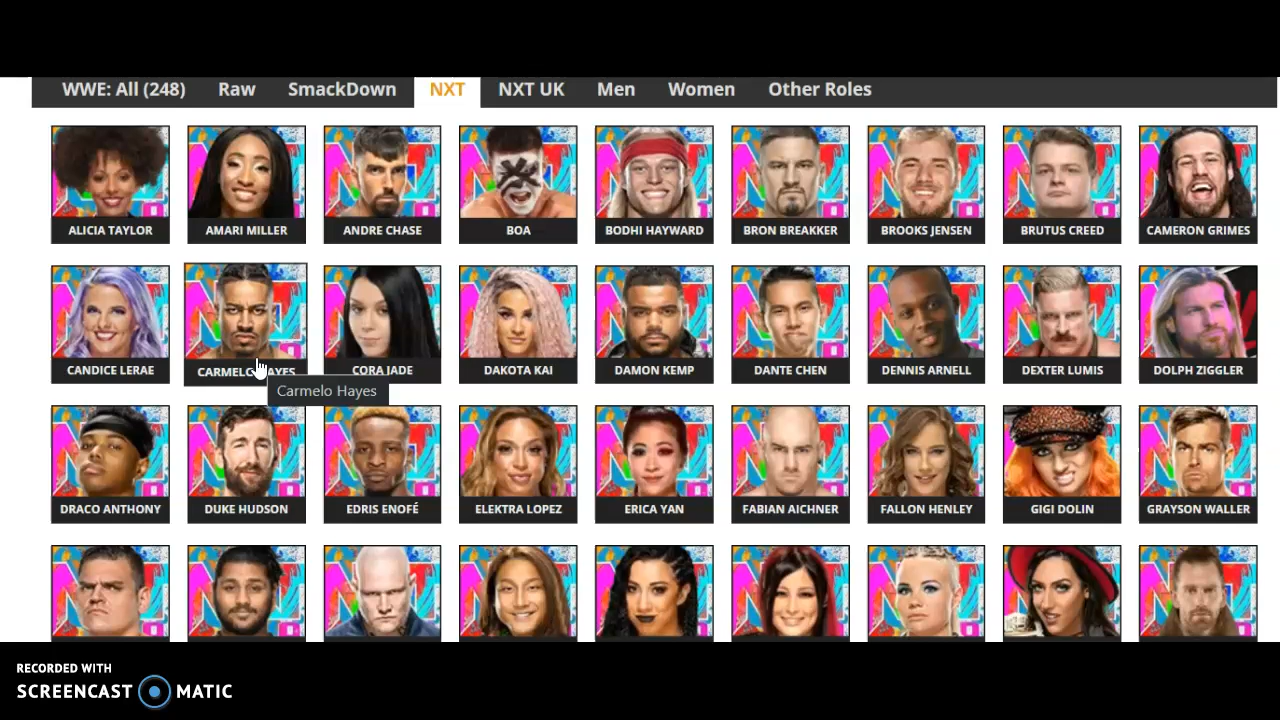 WWE: All (248) Raw SmackDown NXT NXT UK Men Women Other Roles
ALICIA TAYLOR AMARI MILLER ANDRE CHASE BOA BODHI HAYWARD BRON BREAKKER BROOKS JENSEN BRUTUS CREED CAMERON GRIMES
CANDICE LERAE CARMELO HAYES CORA JADE DAKOTA KAI DAMON KEMP DANTE CHEN DENNIS ARNELL DEXTER LUMIS DOLPH ZIGGLER
Carmelo Hayes
DRACO ANTHONY DUKE HUDSON EDRIS ENOFÉ ELEKTRA LOPEZ ERICA YAN FABIAN AICHNER FALLON HENLEY GIGI DOLIN GRAYSON WALLER
RECORDED WITH
SCREENCAST MATIC